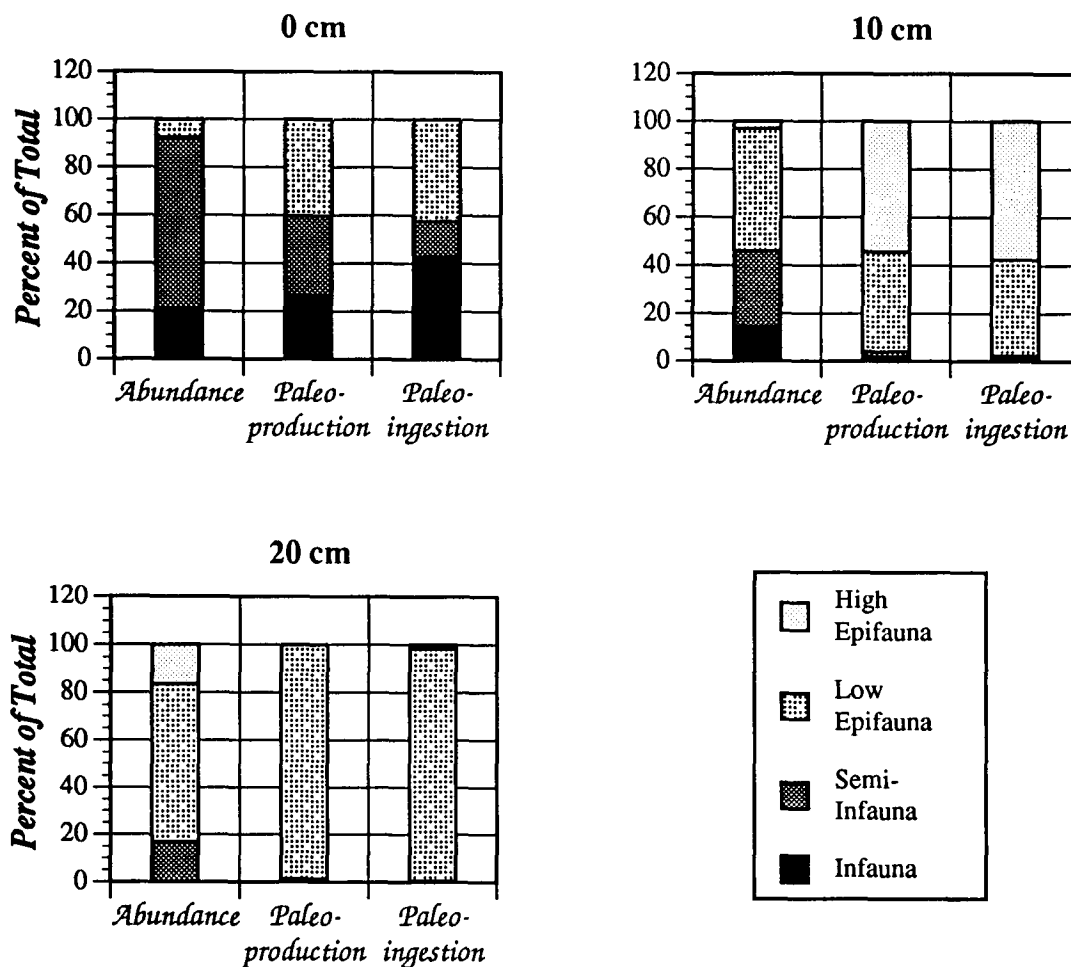 0 cm
120
100
80
60
40
20
0
Percent of Total
Abundance Paleo- Paleo-
production ingestion
10 cm
120
100
80
60
40
20
0
Abundance Paleo- Paleo-
production ingestion
20 cm
120
100
80
60
40
20
0
Percent of Total
Abundance Paleo- Paleo-
production ingestion
High
Epifauna
Low
Epifauna
Semi-
Infauna
Infauna